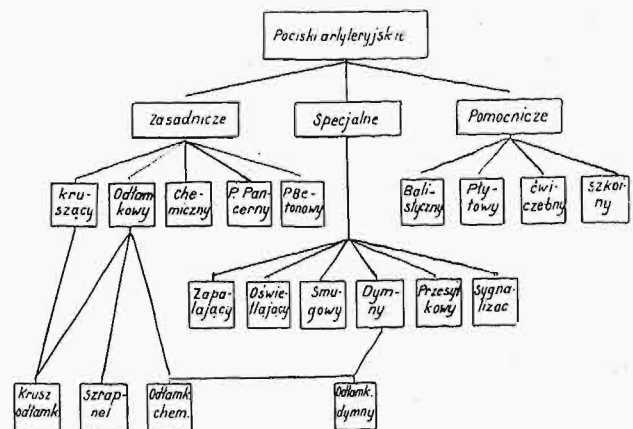 Pociski artyleryjskie
Zasadnicze
Specjalne
Pomocnicze
Kru-
szący
Odłam-
kowy
Che-
miczny
P. Pan-
cerny
P.Be-
tonowy
Bali-
styczny
Pły-
towy
ćwi-
czebny
szkol-
ny
Zapa-
lający
Oświe-
tlający
Smu-
gowy
Dym-
ny
Przesył-
kowy
Sygna-
lizac
Krusz
odłamk.
Szrap-
nel
Odłamk.
chem.
Odłamk.
dymny